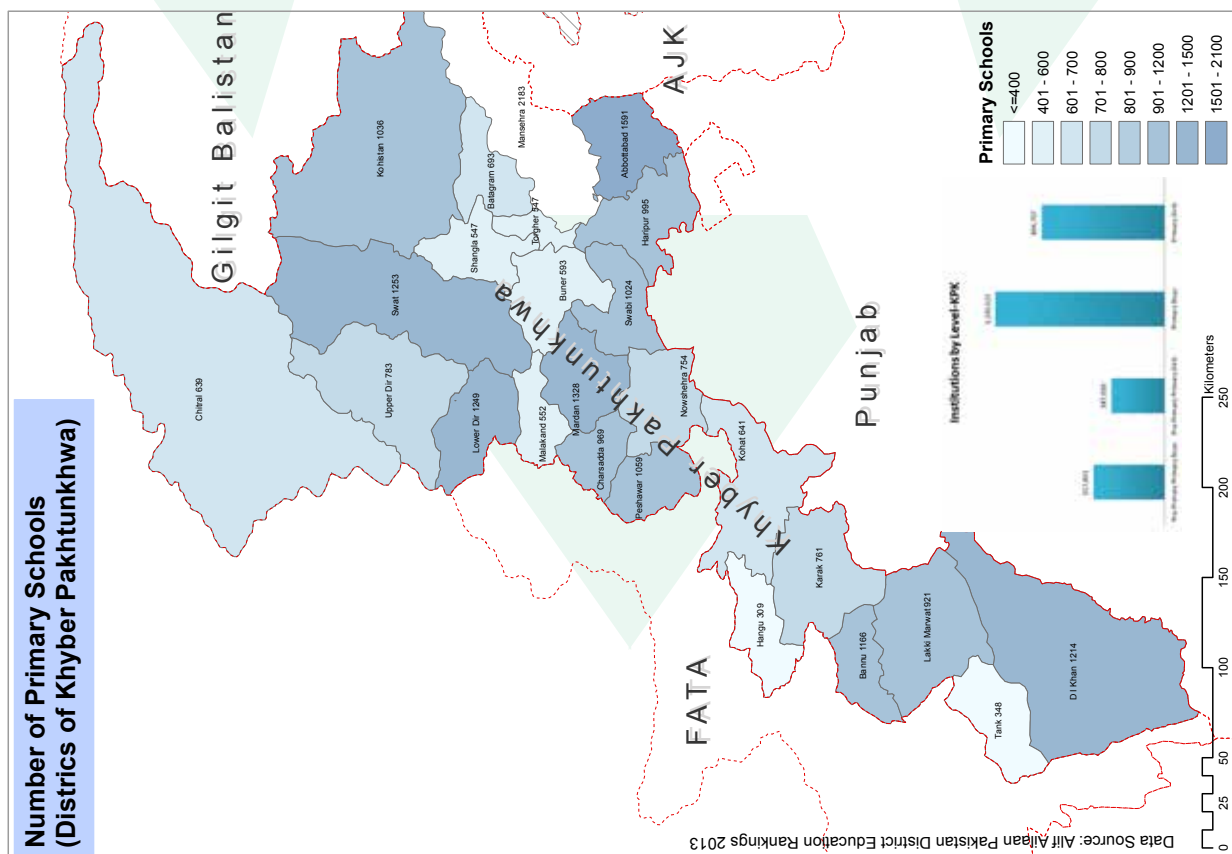 Number of Primary Schools
(Districts of Khyber Pakhtunkhwa)
Gilgit Balistan
AJK
Punjab
FATA
Khyber Pakhtunkhwa
Chitral 639
Upper Dir 783
Lower Dir 1249
Swat 1253
Kohistan 1036
Shangla 547
Batagram 693
Torgher 547
Mansehra 2183
Malakand 552
Buner 593
Abbottabad 1591
Haripur 995
Swabi 1024
Mardan 1328
Charsadda 969
Peshawar 1059
Nowshehra 754
Kohat 641
Hangu 309
Karak 761
Bannu 1166
Lakki Marwat 921
Tank 348
D I Khan 1214
Primary Schools
<=400
401 - 600
601 - 700
701 - 800
801 - 900
901 - 1200
1201 - 1500
1501 - 2100
Institutions by Level-KPK
0 25 50 100 150 200 250
Kilometers
Data Source: Alif Ailaan Pakistan District Education Rankings 2013